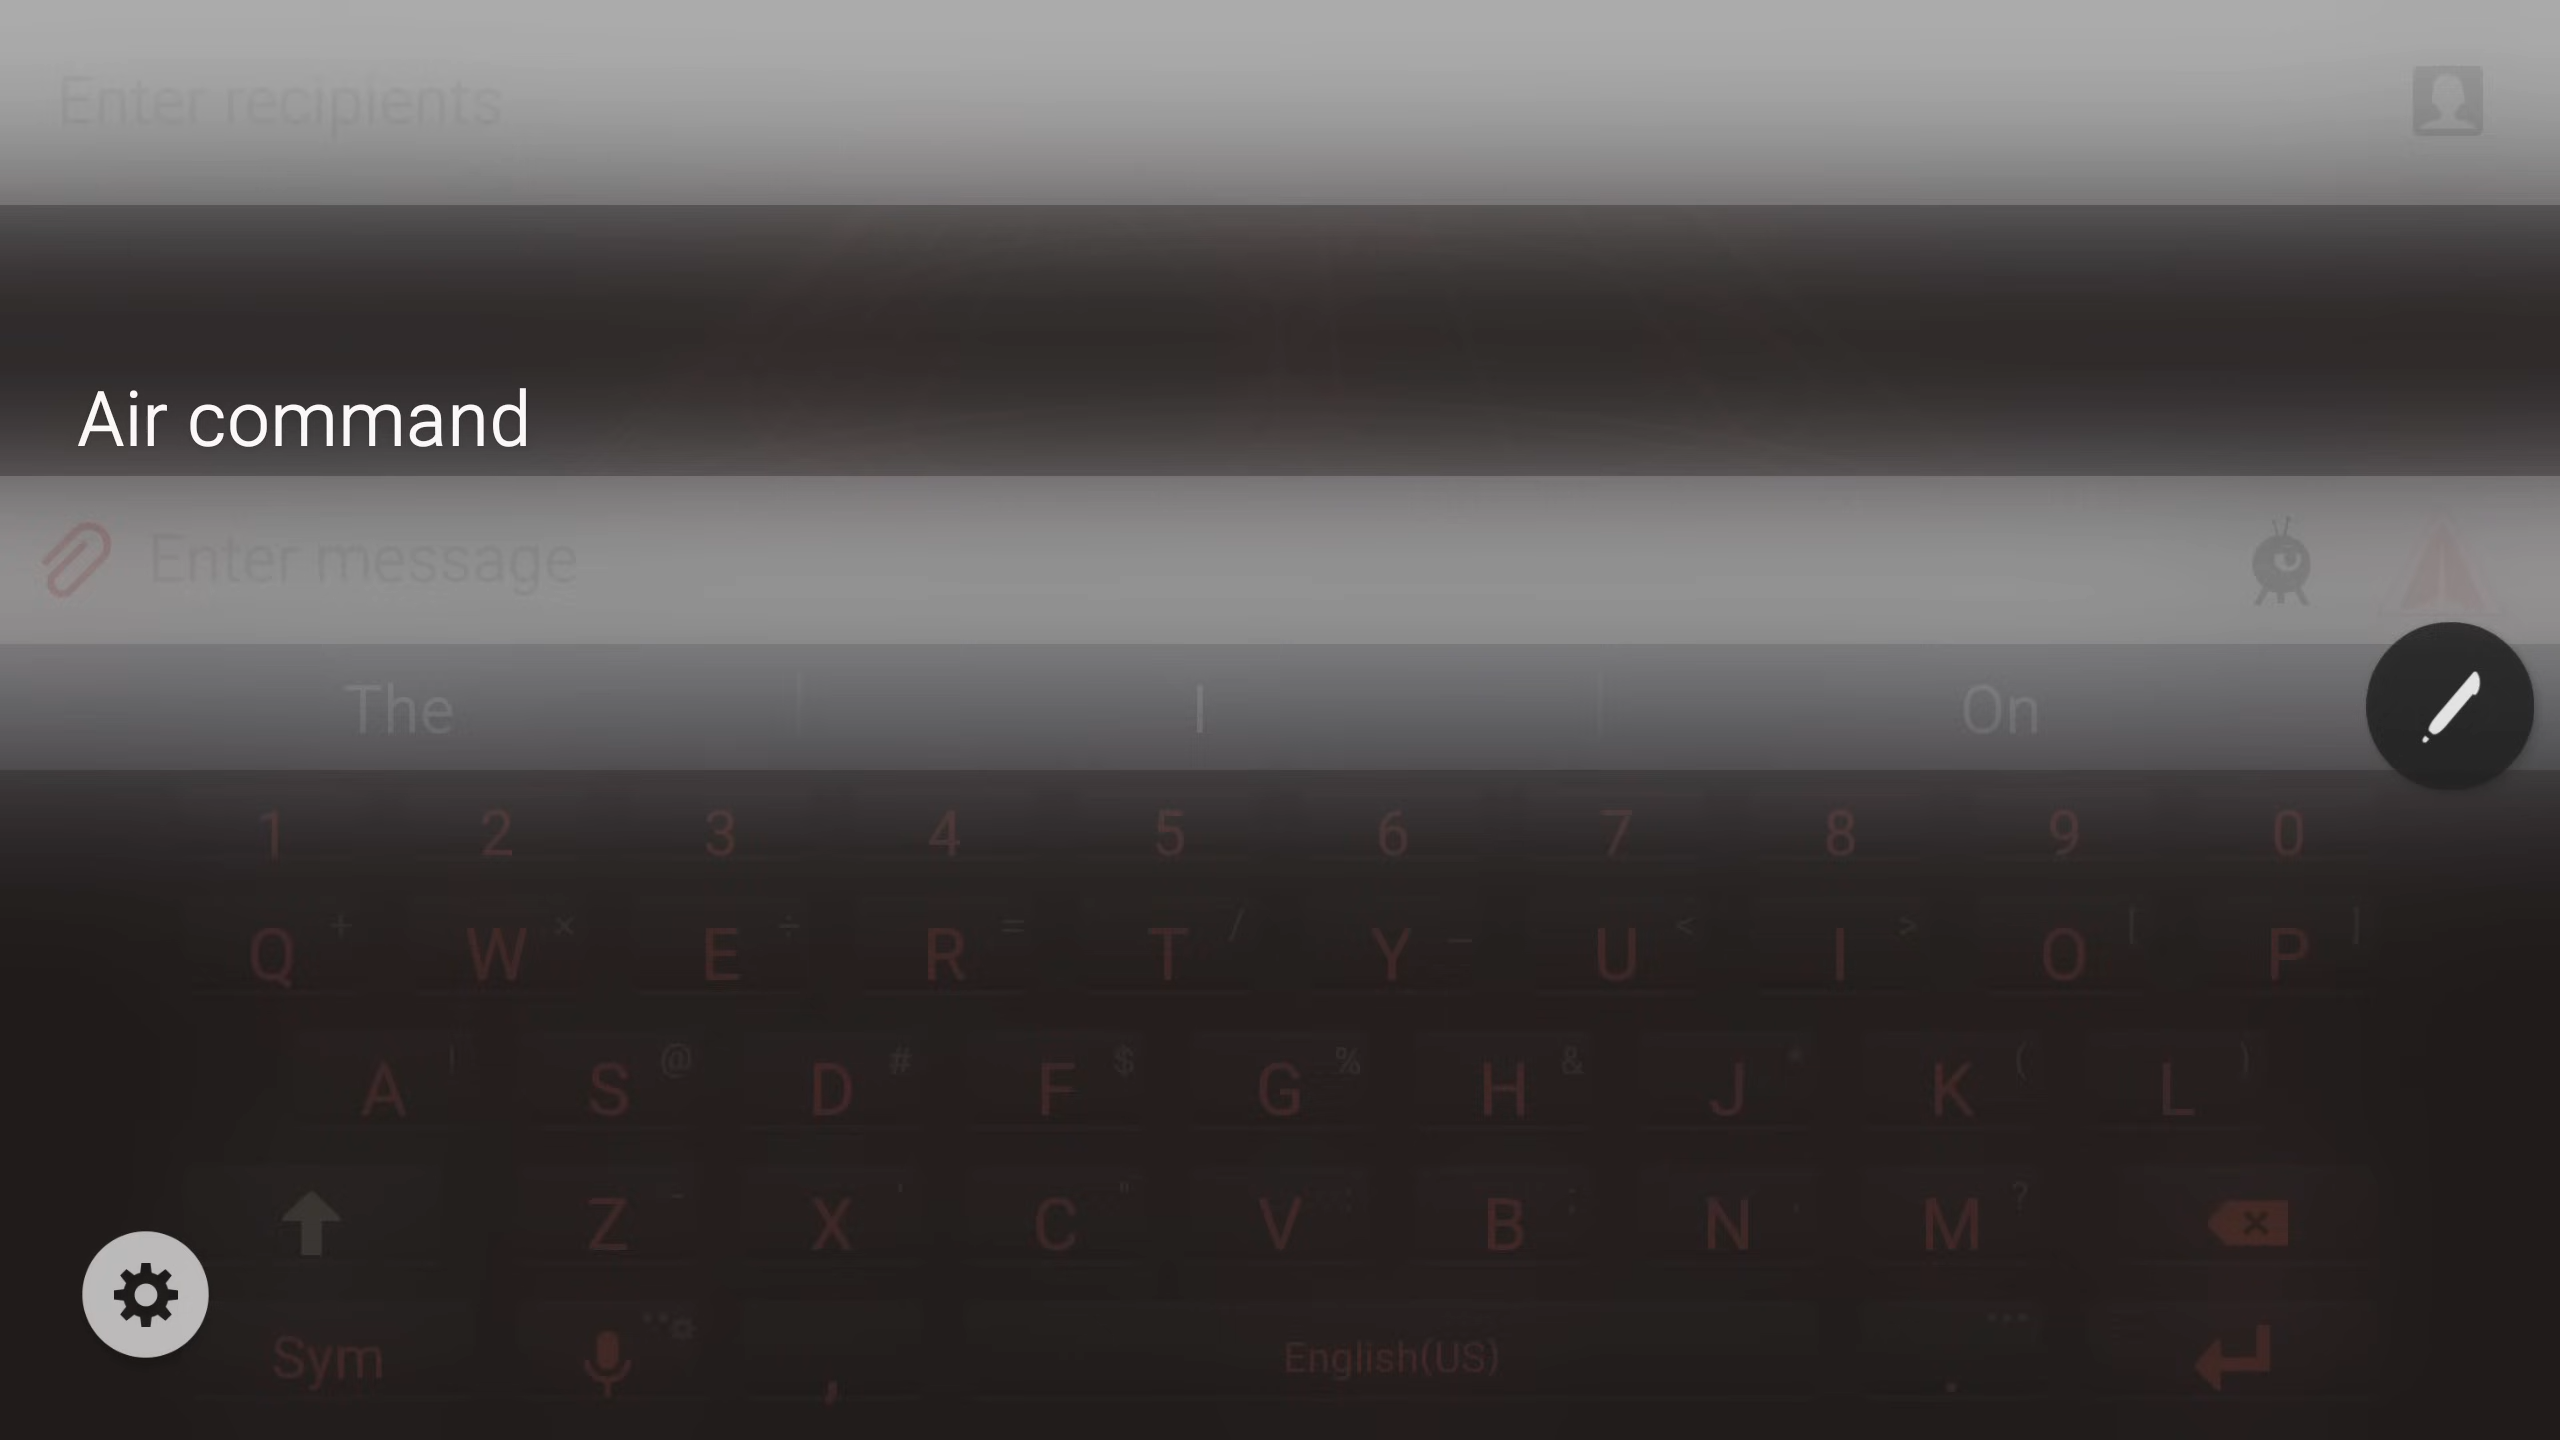 Enter recipients
Air command
Enter message
The I On
1 2 3 4 5 6 7 8 9 0
Q + W × E ÷ R = T / Y _ U < I > O [ P ]
A ! S @ D # F $ G % H & J * K ( L )
Z - X ' C " V : B ; N , M ?
Sym , English(US) .